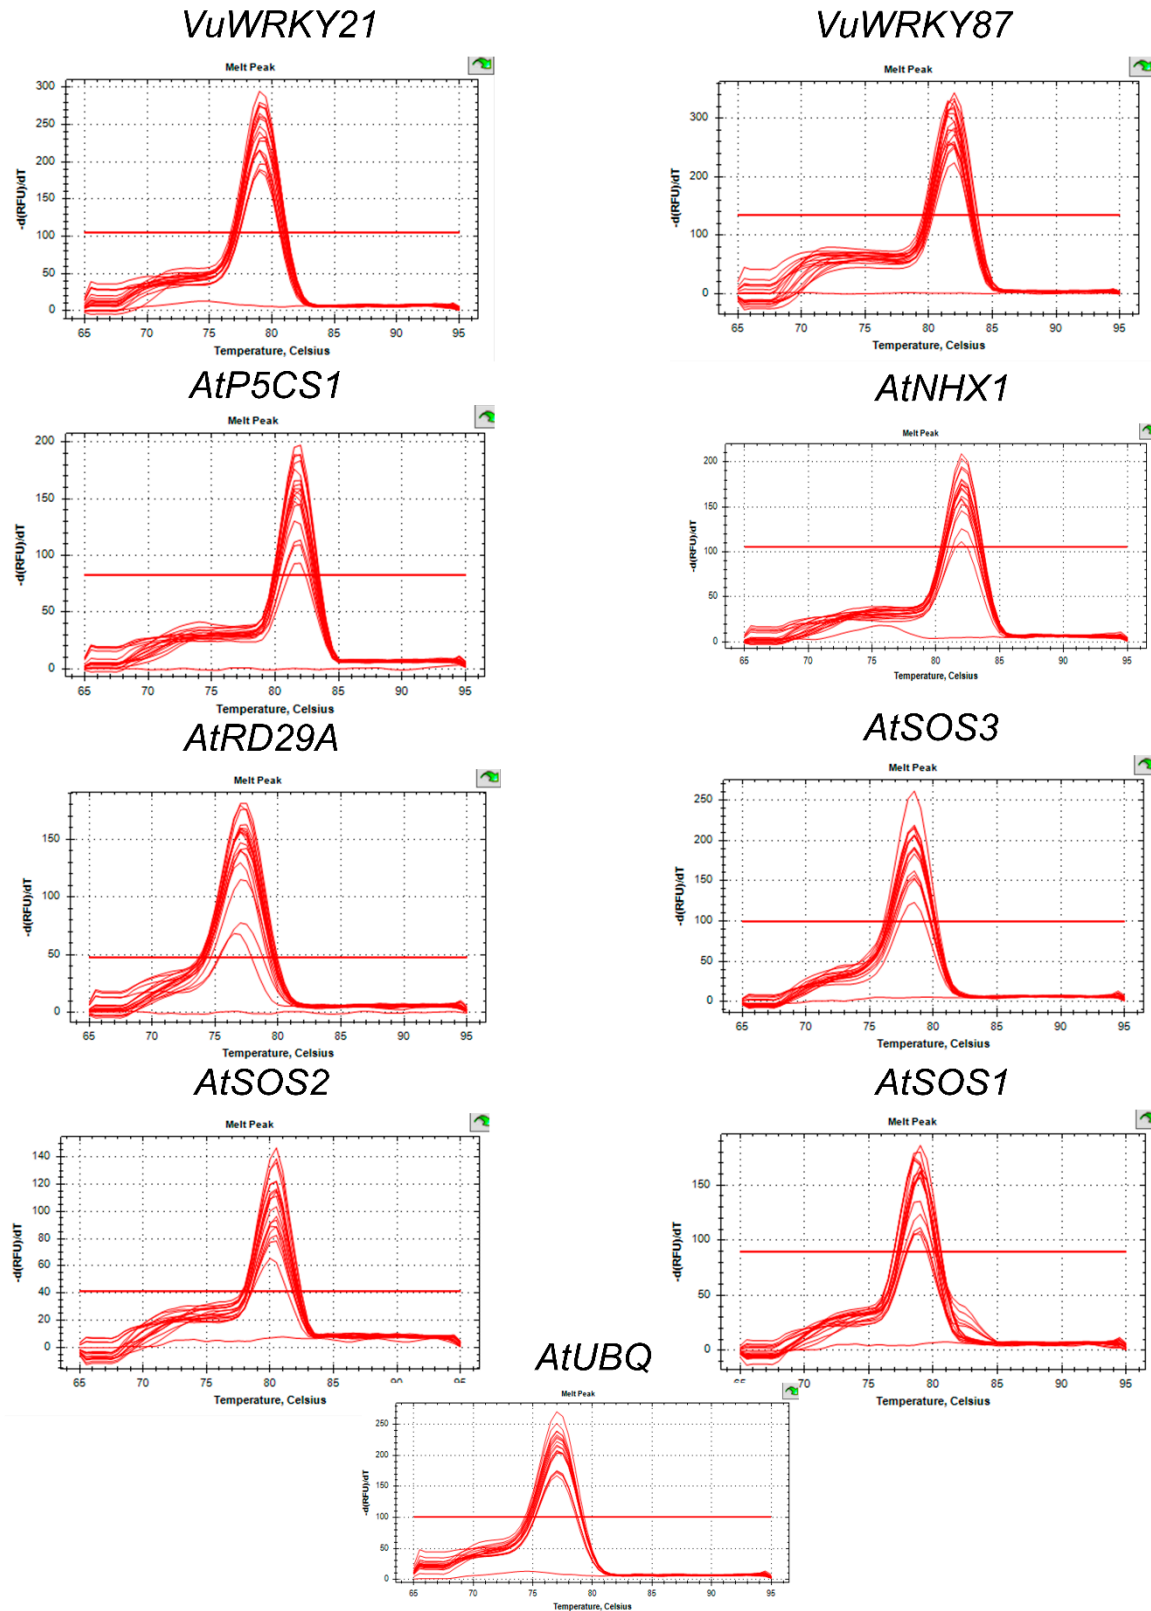 VuWRKY21
VuWRKY87
Melt Peak
300
250
200
150
100
50
0
-d(RFU)/dT
65 70 75 80 85 90 95
Temperature, Celsius
Melt Peak
300
200
100
0
-d(RFU)/dT
65 70 75 80 85 90 95
Temperature, Celsius
AtP5CS1
AtNHX1
Melt Peak
200
150
100
50
0
-d(RFU)/dT
65 70 75 80 85 90 95
Temperature, Celsius
Melt Peak
200
150
100
50
0
-d(RFU)/dT
65 70 75 80 85 90 95
Temperature, Celsius
AtRD29A
AtSOS3
Melt Peak
150
100
50
0
-d(RFU)/dT
65 70 75 80 85 90 95
Temperature, Celsius
Melt Peak
250
200
150
100
50
0
-d(RFU)/dT
65 70 75 80 85 90 95
Temperature, Celsius
AtSOS2
AtSOS1
Melt Peak
140
120
100
80
60
40
20
0
-d(RFU)/dT
65 70 75 80 85 90 95
Temperature, Celsius
Melt Peak
150
100
50
0
-d(RFU)/dT
65 70 75 80 85 90 95
Temperature, Celsius
AtUBQ
Melt Peak
250
200
150
100
50
0
-d(RFU)/dT
65 70 75 80 85 90 95
Temperature, Celsius